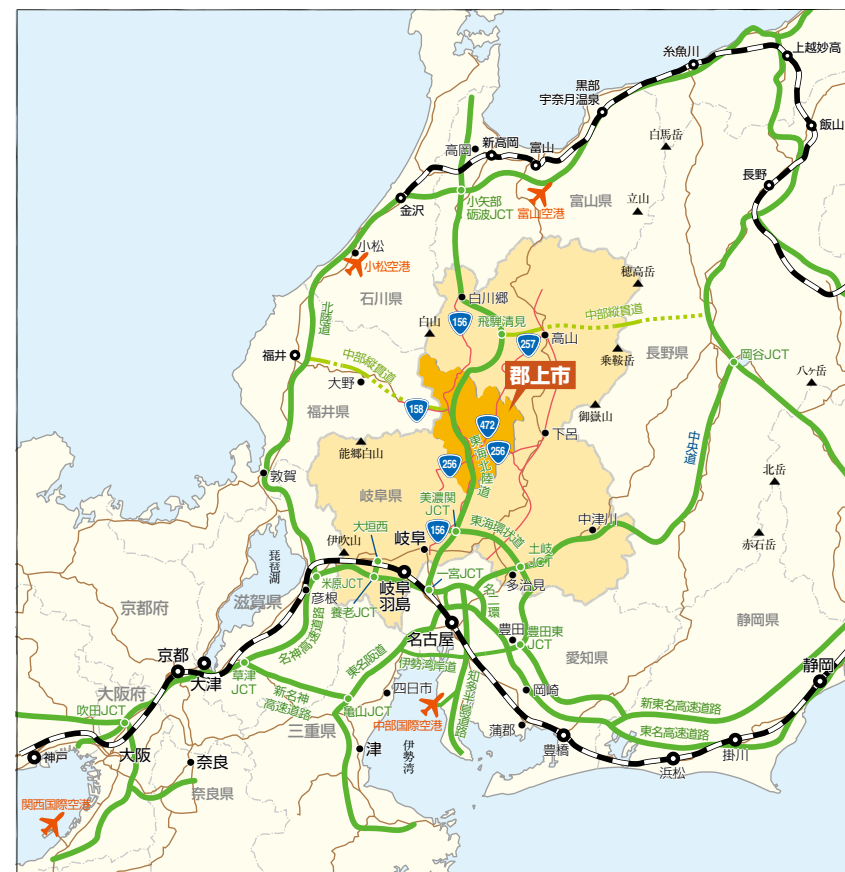 糸魚川
上越妙高
黒部
宇奈月温泉
飯山
白馬岳
高岡
新高岡
富山
長野
金沢
小矢部
砺波JCT
富山空港
富山県
立山
小松
小松空港
穂高岳
石川県
白川郷
北陸道
白山
156
飛騨清見
中部縦貫道
高山
257
乗鞍岳
長野県
福井
中部縦貫道
岡谷JCT
大野
郡上市
八ヶ岳
福井県
158
御嶽山
472
東海北陸道
下呂
中央道
能郷白山
256
256
敦賀
北岳
岐阜県
美濃関
JCT
大垣西
156
東海環状道
中津川
赤石岳
伊吹山
岐阜
土岐
JCT
琵琶湖
米原JCT
岐阜
羽島
一宮JCT
多治見
彦根
養老JCT
名二環
京都府
滋賀県
名神高速道路
名古屋
豊田
豊田東
JCT
静岡県
京都
大津
東名阪道
伊勢湾岸道
愛知県
静岡
草津
JCT
新名神
高速道路
四日市
知多半島道路
岡崎
大阪府
吹田JCT
亀山JCT
中部国際空港
新東名高速道路
三重県
蒲郡
東名高速道路
神戸
大阪
奈良
津
伊勢湾
豊橋
浜松
掛川
奈良県
関西国際空港